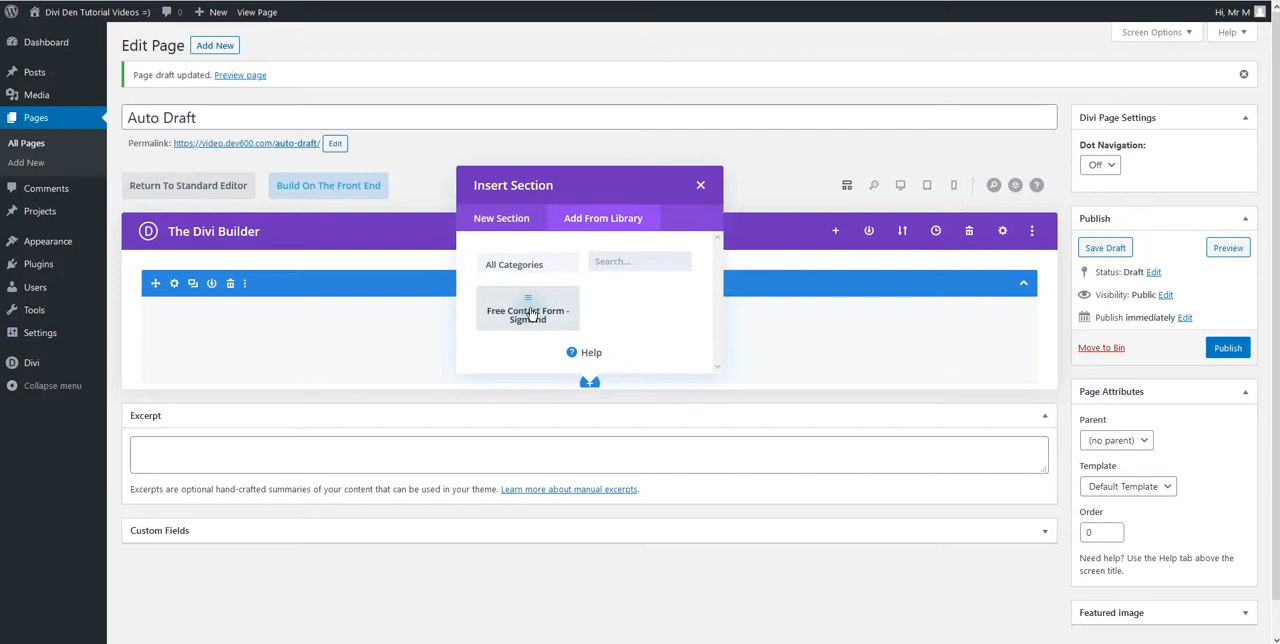 Divi Den Tutorial Videos =)
0
New
View Page
Hi, Mr M
Dashboard
Posts
Media
Pages
All Pages
Add New
Comments
Projects
Appearance
Plugins
Users
Tools
Settings
Divi
Collapse menu
Screen Options
Help
Edit Page
Add New
Page draft updated. Preview page
Auto Draft
Permalink: https://video.dev600.com/auto-draft/ Edit
Return To Standard Editor
Build On The Front End
D
The Divi Builder
Insert Section
New Section
Add From Library
All Categories
Search...
Free Contact Form -
Sigmund
? Help
Excerpt
Excerpts are optional hand-crafted summaries of your content that can be used in your theme. Learn more about manual excerpts.
Custom Fields
Divi Page Settings
Dot Navigation:
Off
Publish
Save Draft
Preview
Status: Draft Edit
Visibility: Public Edit
Publish immediately Edit
Move to Bin
Publish
Page Attributes
Parent
(no parent)
Template
Default Template
Order
0
Need help? Use the Help tab above the
screen title.
Featured image